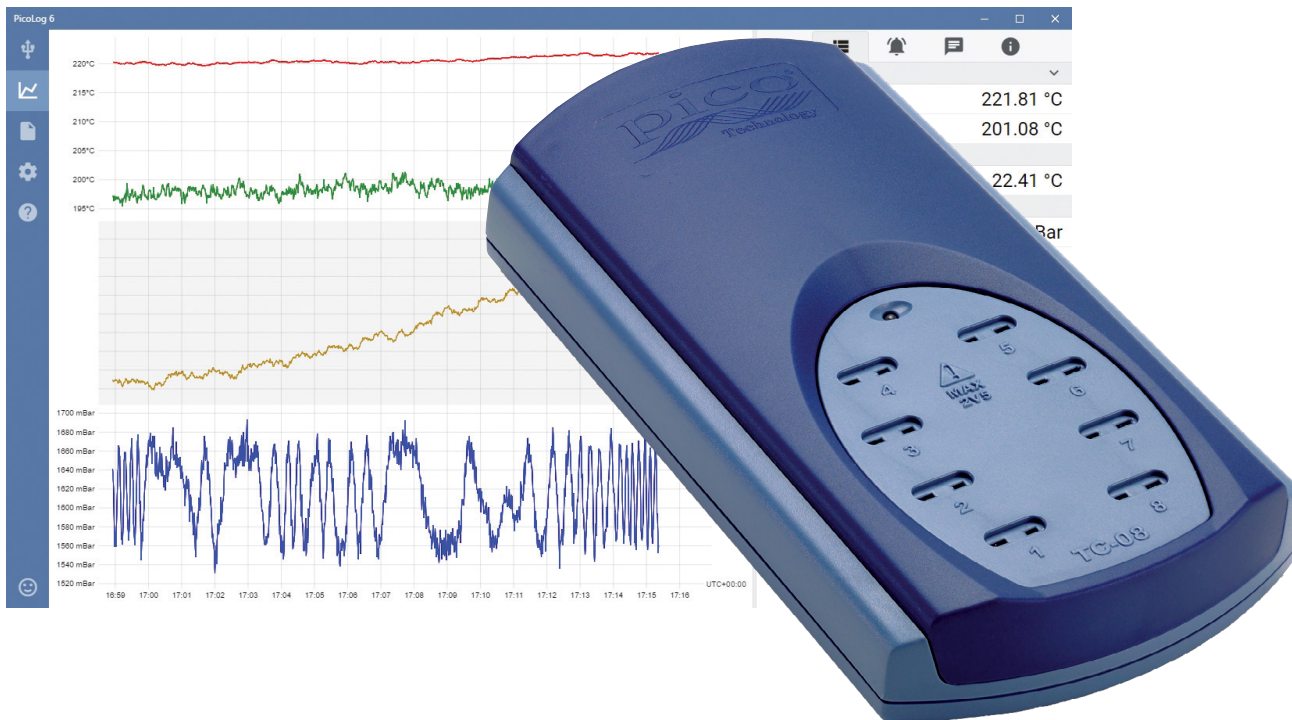 PicoLog 6
220°C
215°C
210°C
205°C
200°C
195°C
1700 mBar
1680 mBar
1660 mBar
1640 mBar
1620 mBar
1600 mBar
1580 mBar
1560 mBar
1540 mBar
1520 mBar
16:59 17:00 17:01 17:02 17:03 17:04 17:05 17:06 17:07 17:08 17:09 17:10 17:11 17:12 17:13 17:14 17:15 17:16
UTC+00:00
221.81 °C
201.08 °C
22.41 °C
Bar
pico
Technology
MAX
2V5
4
3
2
1
5
6
7
8
TC-08